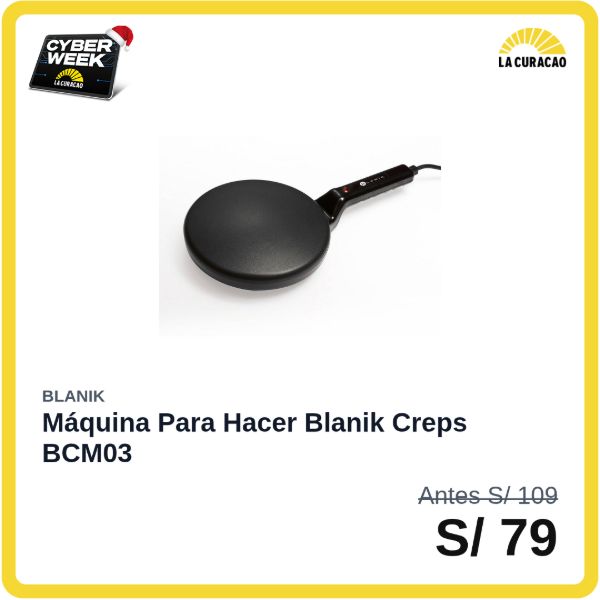 CYBER
WEEK
LA CURACAO
LA CURACAO
BLANIK
Máquina Para Hacer Blanik Creps
BCM03
Antes S/ 109
S/ 79